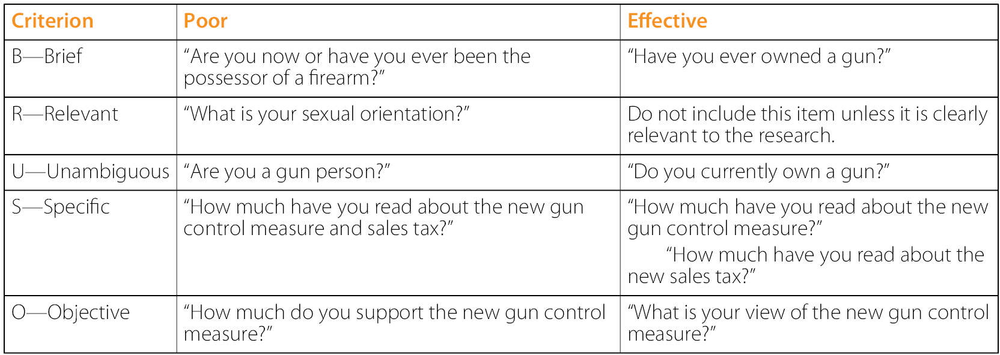 Criterion Poor Effective
B—Brief “Are you now or have you ever been the “Have you ever owned a gun?”
possessor of a firearm?”
R—Relevant “What is your sexual orientation?” Do not include this item unless it is clearly
relevant to the research.
U—Unambiguous “Are you a gun person?” “Do you currently own a gun?”
S—Specific “How much have you read about the new gun “How much have you read about the new
control measure and sales tax?” gun control measure?”
“How much have you read about the
new sales tax?”
O—Objective “How much do you support the new gun control “What is your view of the new gun control
measure?” measure?”